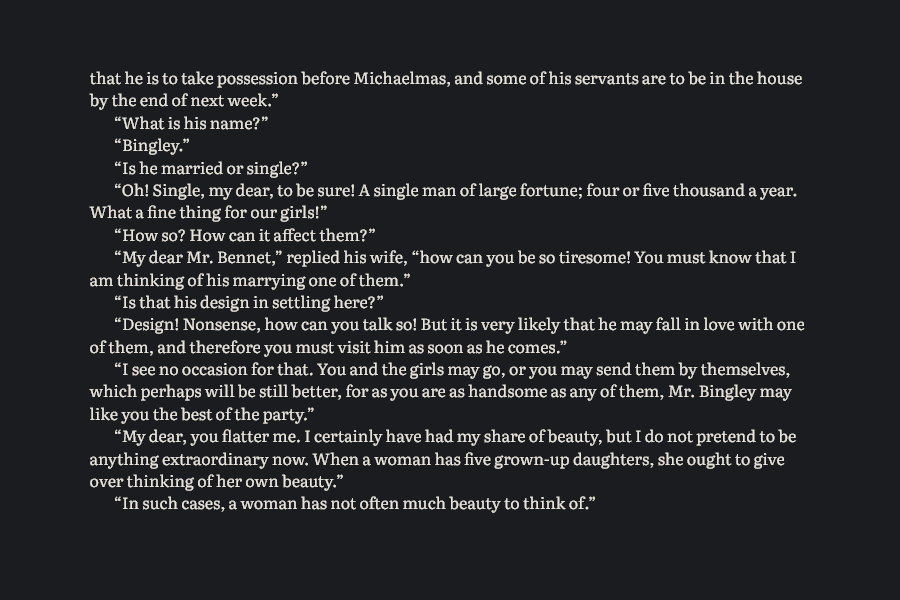 that he is to take possession before Michaelmas, and some of his servants are to be in the house
by the end of next week.”
“What is his name?”
“Bingley.”
“Is he married or single?”
“Oh! Single, my dear, to be sure! A single man of large fortune; four or five thousand a year.
What a fine thing for our girls!”
“How so? How can it affect them?”
“My dear Mr. Bennet,” replied his wife, “how can you be so tiresome! You must know that I
am thinking of his marrying one of them.”
“Is that his design in settling here?”
“Design! Nonsense, how can you talk so! But it is very likely that he may fall in love with one
of them, and therefore you must visit him as soon as he comes.”
“I see no occasion for that. You and the girls may go, or you may send them by themselves,
which perhaps will be still better, for as you are as handsome as any of them, Mr. Bingley may
like you the best of the party.”
“My dear, you flatter me. I certainly have had my share of beauty, but I do not pretend to be
anything extraordinary now. When a woman has five grown-up daughters, she ought to give
over thinking of her own beauty.”
“In such cases, a woman has not often much beauty to think of.”